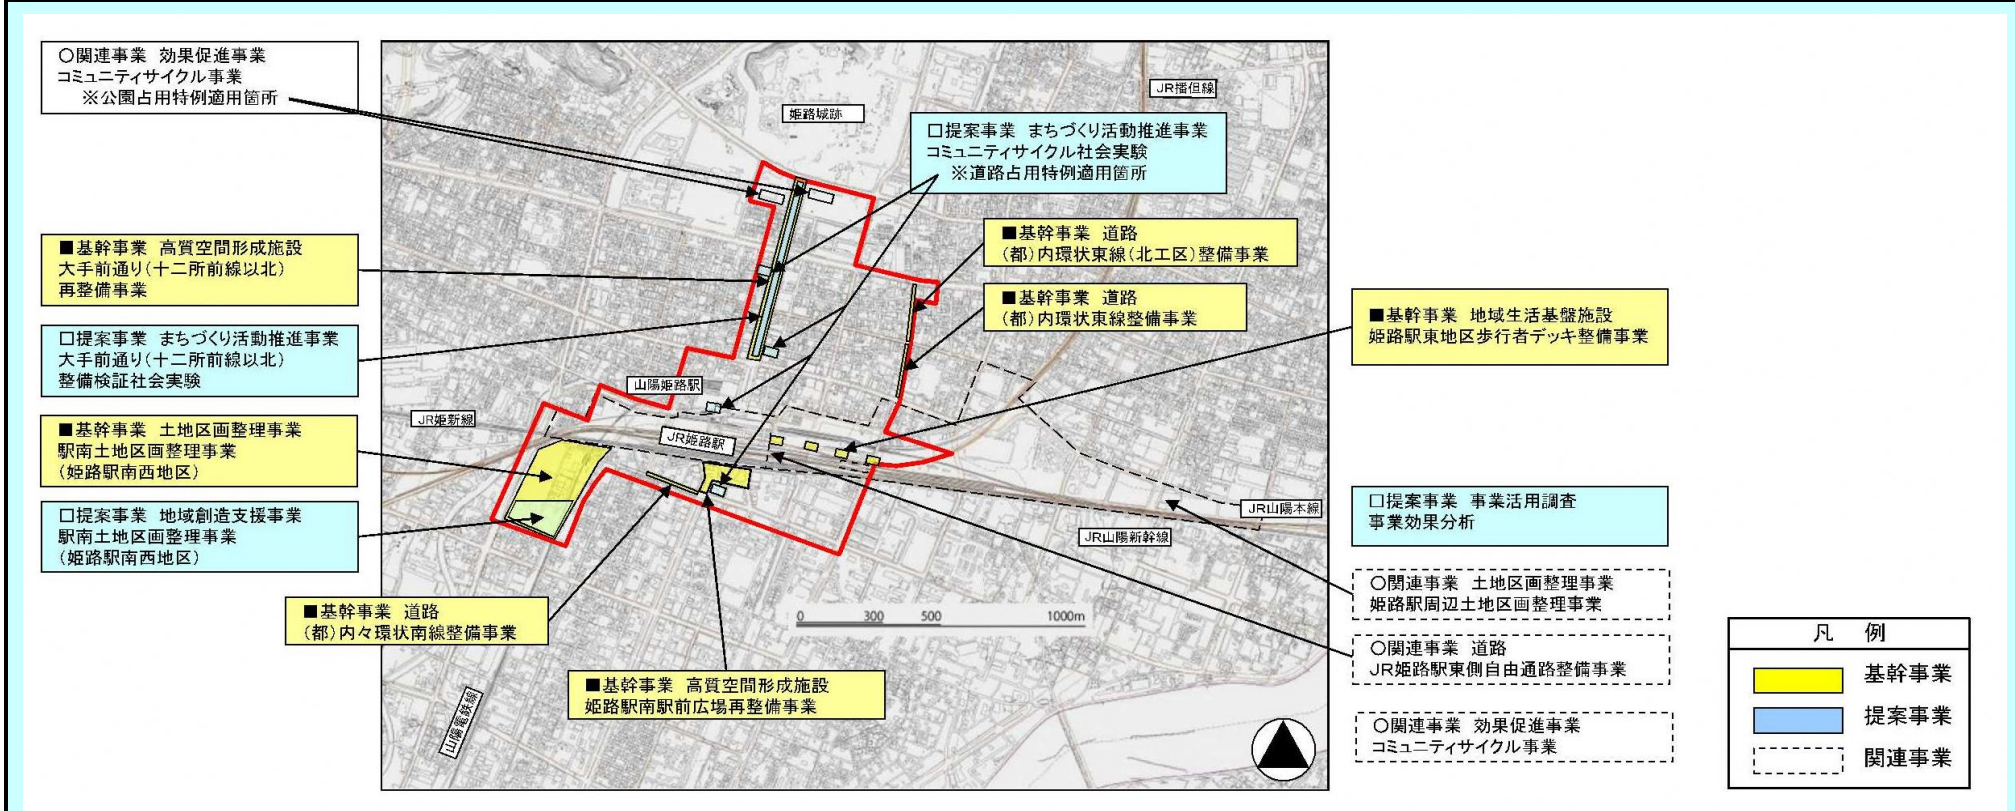 ○関連事業 効果促進事業
コミュニティサイクル事業
※公園占用特例適用箇所
■基幹事業 高質空間形成施設
大手前通り(十二所前線以北)
再整備事業
□提案事業 まちづくり活動推進事業
大手前通り(十二所前線以北)
整備検証社会実験
■基幹事業 土地区画整理事業
駅南土地区画整理事業
(姫路駅南西地区)
□提案事業 地域創造支援事業
駅南土地区画整理事業
(姫路駅南西地区)
■基幹事業 道路
(都)内々環状南線整備事業
■基幹事業 高質空間形成施設
姫路駅南駅前広場再整備事業
姫路城跡
JR播但線
□提案事業 まちづくり活動推進事業
コミュニティサイクル社会実験
※道路占用特例適用箇所
■基幹事業 道路
(都)内環状東線(北工区)整備事業
■基幹事業 道路
(都)内環状東線整備事業
山陽姫路駅
JR姫新線
JR姫路駅
JR山陽本線
JR山陽新幹線
山陽電鉄線
0 300 500 1000m
■基幹事業 地域生活基盤施設
姫路駅東地区歩行者デッキ整備事業
□提案事業 事業活用調査
事業効果分析
○関連事業 土地区画整理事業
姫路駅周辺土地区画整理事業
○関連事業 道路
JR姫路駅東側自由通路整備事業
○関連事業 効果促進事業
コミュニティサイクル事業
凡 例
基幹事業
提案事業
関連事業